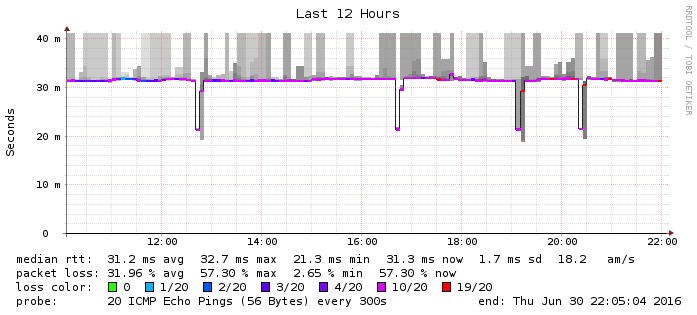 Last 12 Hours
RRDTOOL / TOBI OETIKER
Seconds
40 m
30 m
20 m
10 m
0
12:00 14:00 16:00 18:00 20:00 22:00
median rtt: 31.2 ms avg 32.7 ms max 21.3 ms min 31.3 ms now 1.7 ms sd 18.2 am/s
packet loss: 31.96 % avg 57.30 % max 2.65 % min 57.30 % now
loss color: 0 1/20 2/20 3/20 4/20 10/20 19/20
probe: 20 ICMP Echo Pings (56 Bytes) every 300s end: Thu Jun 30 22:05:04 2016